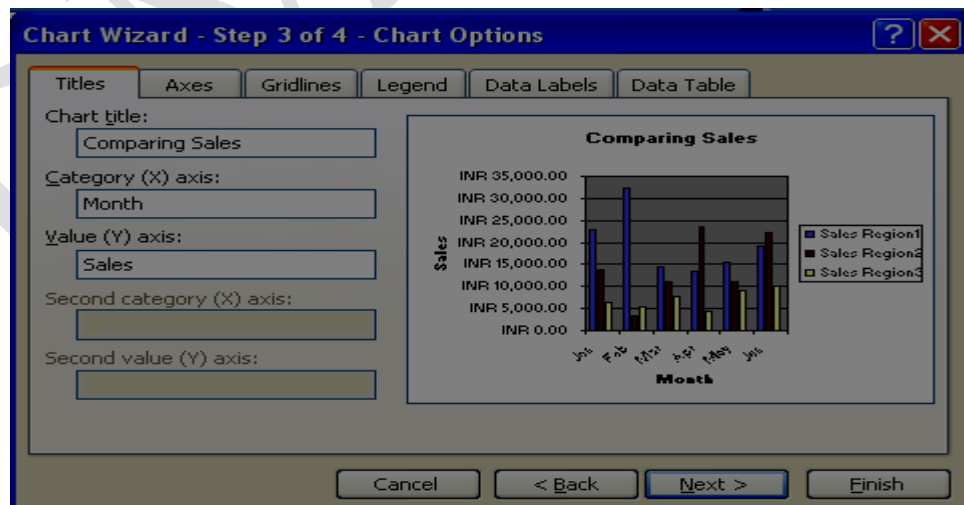 Chart Wizard - Step 3 of 4 - Chart Options
Titles Axes Gridlines Legend Data Labels Data Table
Chart title:
Comparing Sales
Category (X) axis:
Month
Value (Y) axis:
Sales
Second category (X) axis:
Second value (Y) axis:
Comparing Sales
INR 35,000.00
INR 30,000.00
INR 25,000.00
INR 20,000.00
INR 15,000.00
INR 10,000.00
INR 5,000.00
INR 0.00
Sales
Feb Mar Apr May
Month
Sales Region1
Sales Region2
Sales Region3
Cancel < Back Next > Finish